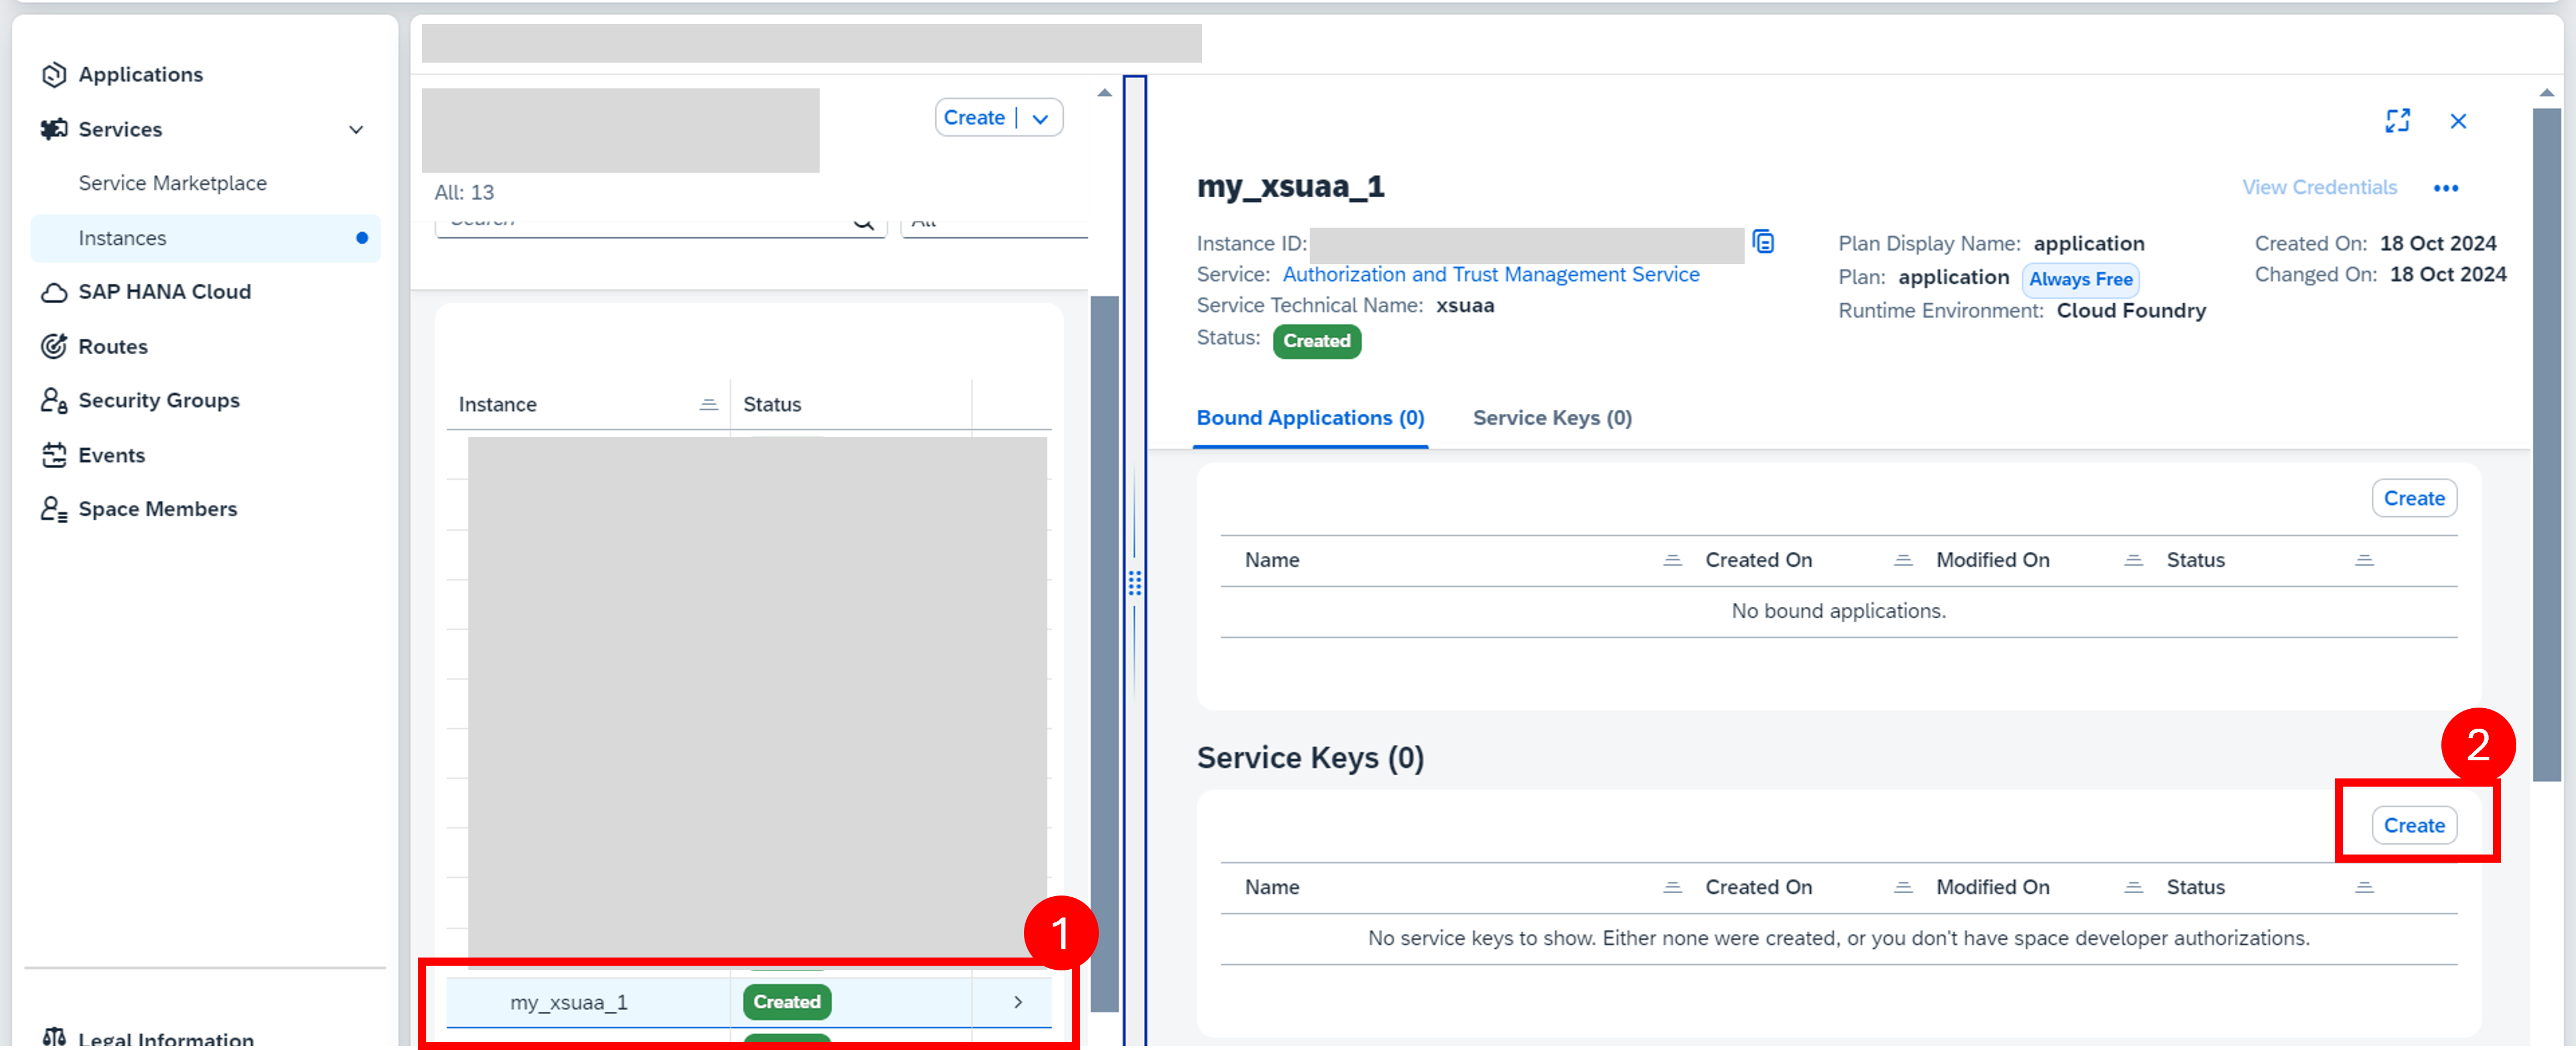 Applications
Services
Service Marketplace
Instances
SAP HANA Cloud
Routes
Security Groups
Events
Space Members
Legal Information
Create
All: 13
Search
All
Instance Status
1
my_xsuaa_1 Created
my_xsuaa_1
View Credentials
Instance ID:
Service: Authorization and Trust Management Service
Service Technical Name: xsuaa
Status: Created
Plan Display Name: application
Plan: application Always Free
Runtime Environment: Cloud Foundry
Created On: 18 Oct 2024
Changed On: 18 Oct 2024
Bound Applications (0) Service Keys (0)
Create
Name Created On Modified On Status
No bound applications.
Service Keys (0)
2
Create
Name Created On Modified On Status
No service keys to show. Either none were created, or you don't have space developer authorizations.